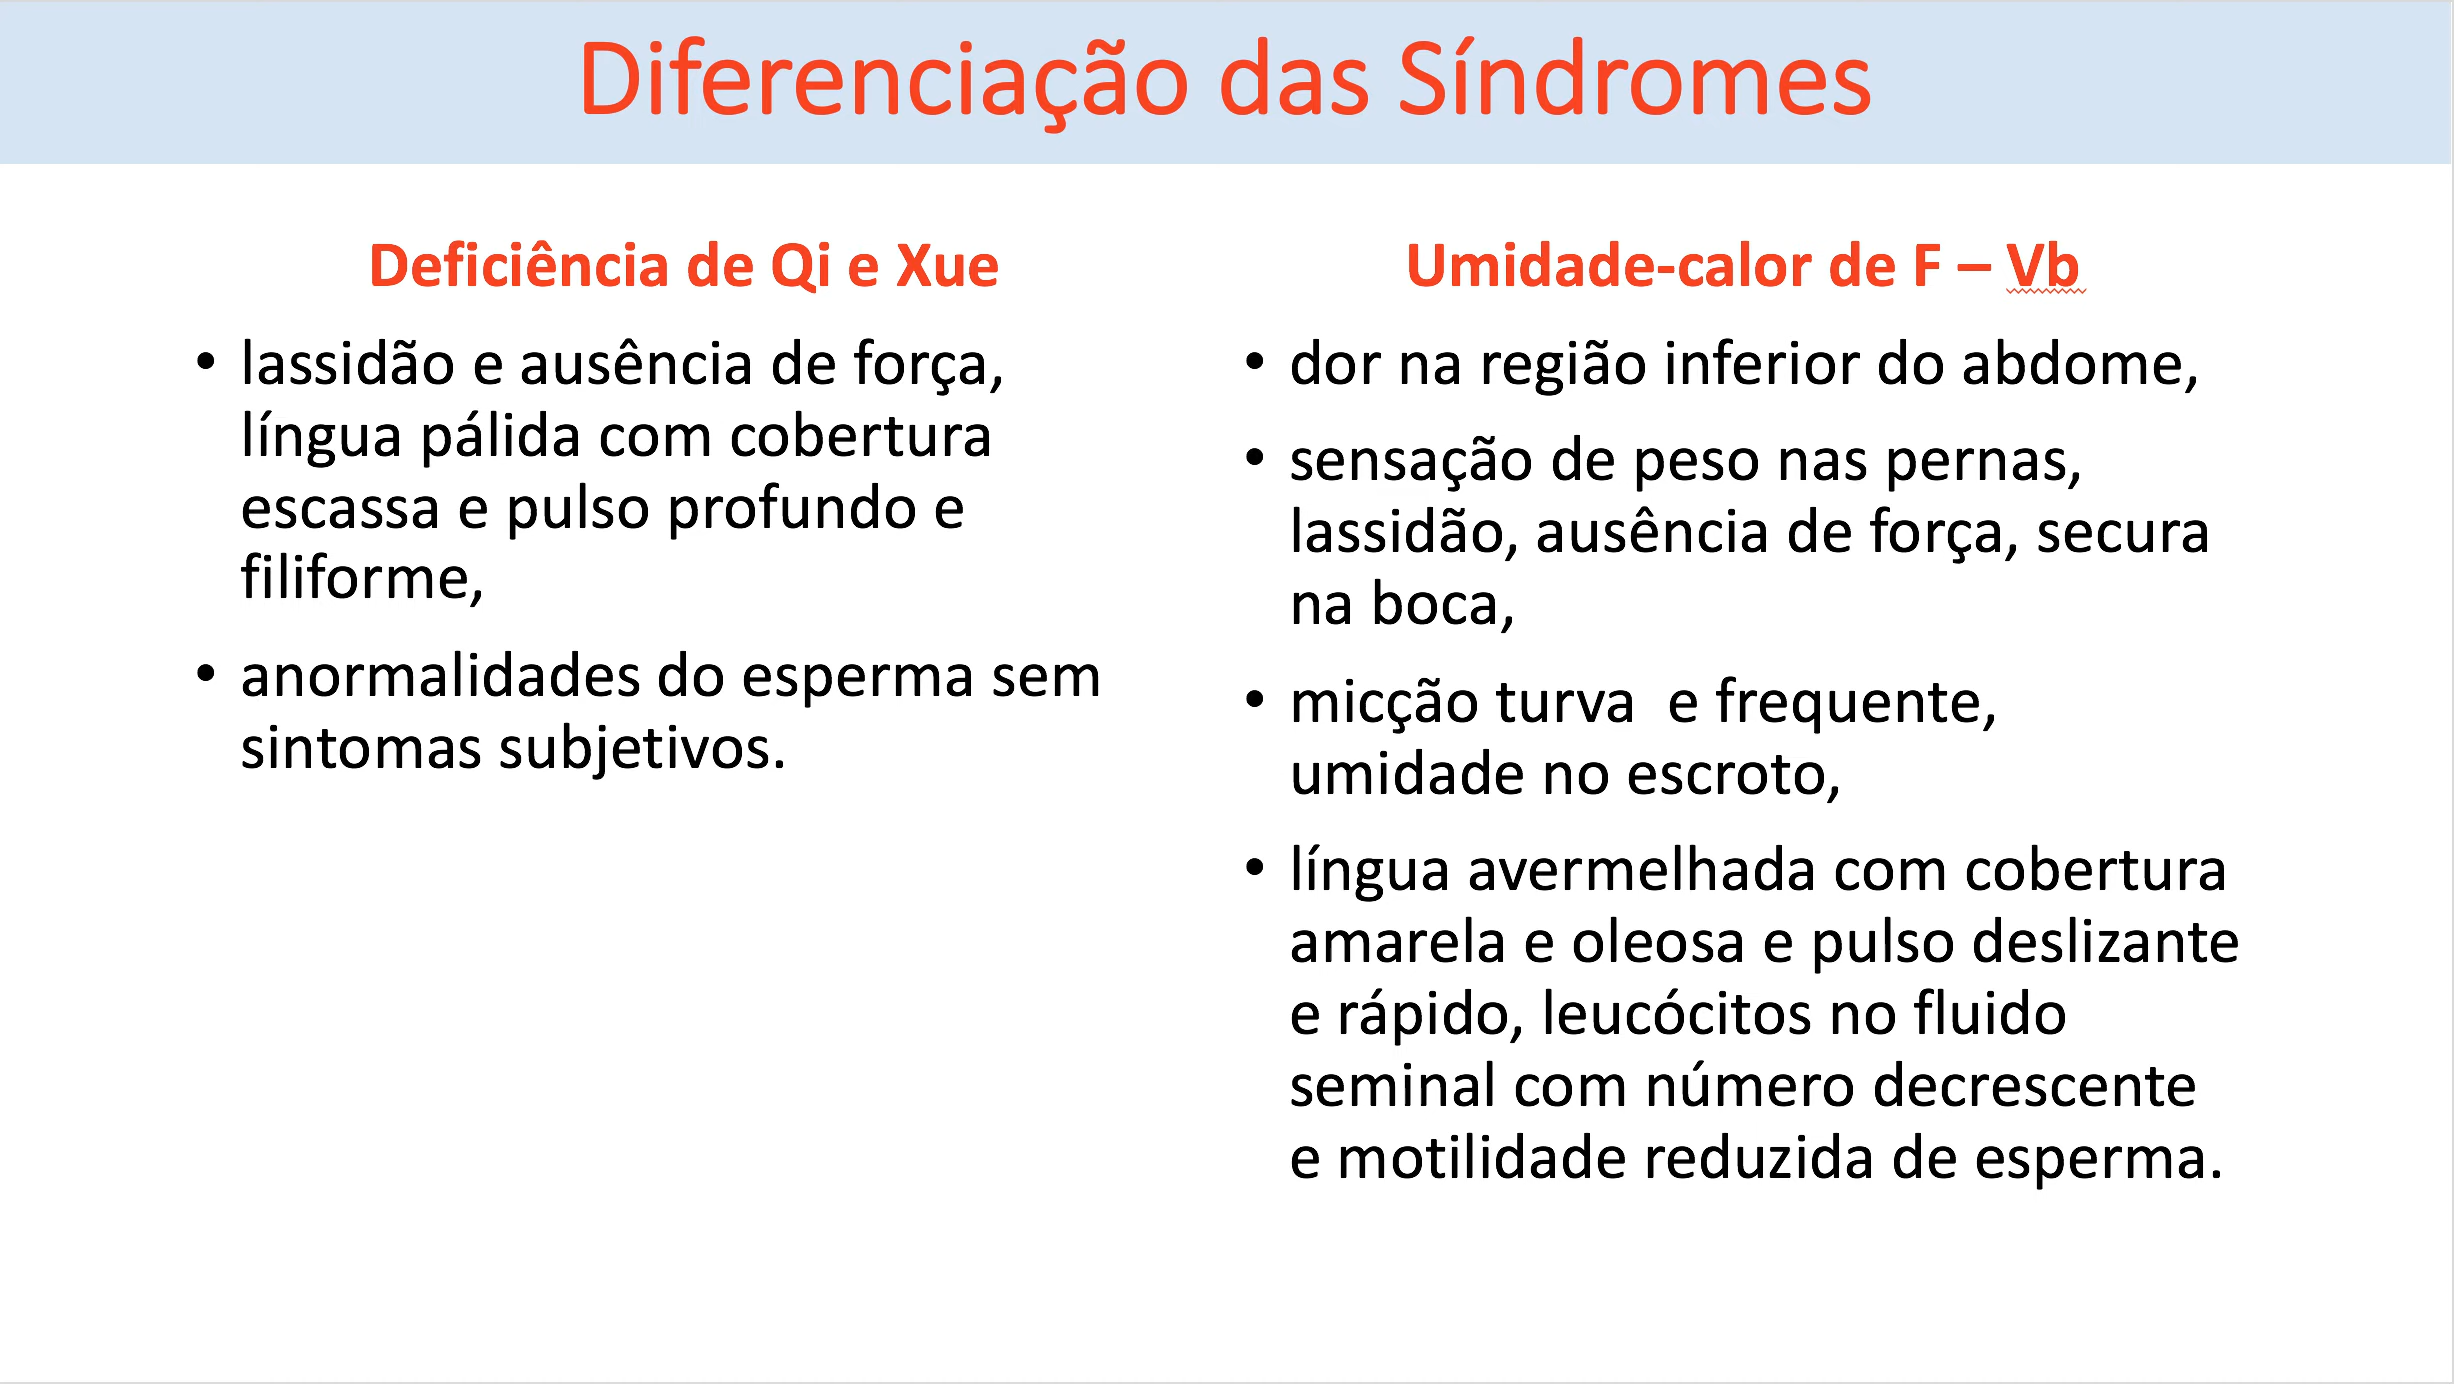 Diferenciação das Síndromes
Deficiência de Qi e Xue
• lassidão e ausência de força,
língua pálida com cobertura
escassa e pulso profundo e
filiforme,
• anormalidades do esperma sem
sintomas subjetivos.
Umidade-calor de F – Vb
• dor na região inferior do abdome,
• sensação de peso nas pernas,
lassidão, ausência de força, secura
na boca,
• micção turva  e frequente,
umidade no escroto,
• língua avermelhada com cobertura
amarela e oleosa e pulso deslizante
e rápido, leucócitos no fluido
seminal com número decrescente
e motilidade reduzida de esperma.